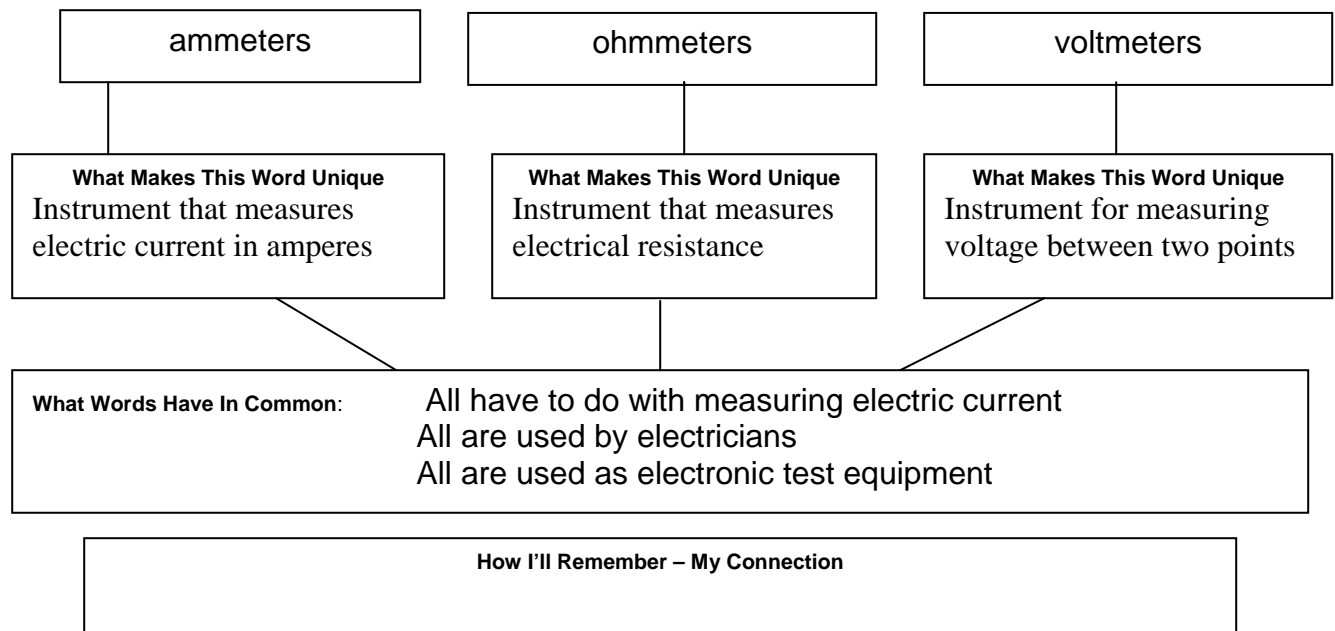 ammeters
ohmmeters
voltmeters
What Makes This Word Unique
Instrument that measures
electric current in amperes
What Makes This Word Unique
Instrument that measures
electrical resistance
What Makes This Word Unique
Instrument for measuring
voltage between two points
What Words Have In Common: All have to do with measuring electric current
All are used by electricians
All are used as electronic test equipment
How I'll Remember – My Connection